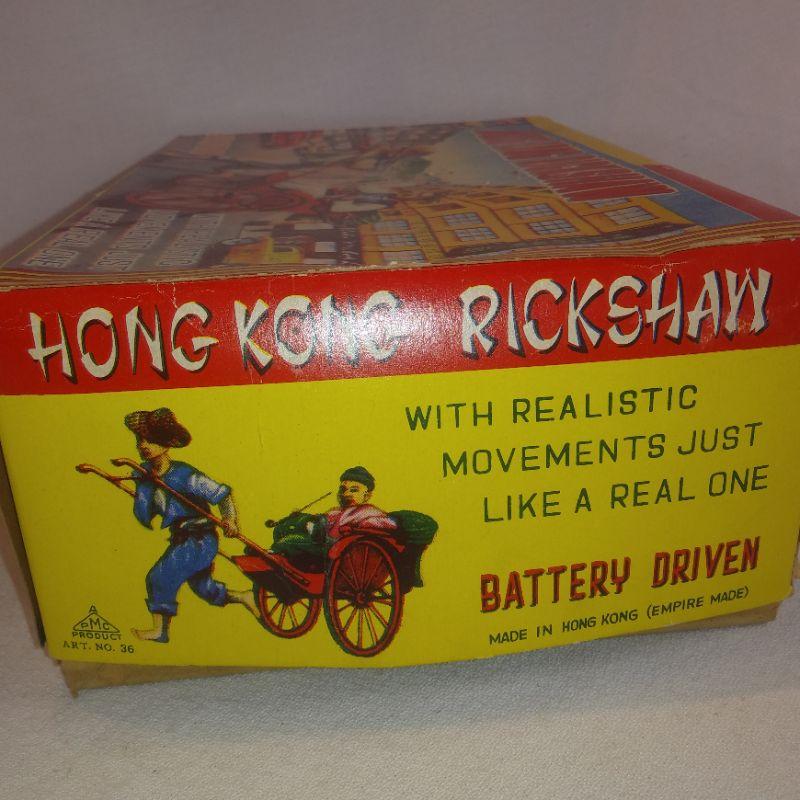 HONG KONG RICKSHAW
WITH REALISTIC
MOVEMENTS JUST
LIKE A REAL ONE
BATTERY DRIVEN
MADE IN HONG KONG (EMPIRE MADE)
A
PMC
PRODUCT
ART. NO. 36